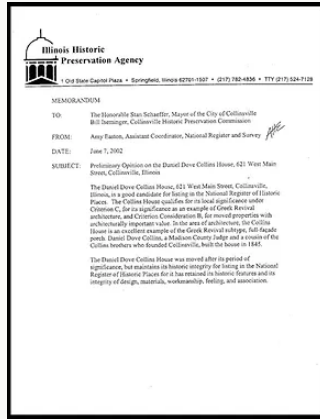 Illinois Historic
Preservation Agency
1 Old State Capitol Plaza • Springfield, Illinois 62701-1507 • (217) 782-4836 • TTY (217) 524-7128
MEMORANDUM
TO: The Honorable Stan Schaeffer, Mayor of the City of Collinsville
Bill Iseminger, Collinsville Historic Preservation Commission
FROM: Amy Easton, Assistant Coordinator, National Register and Survey
DATE: June 7, 2002
SUBJECT: Preliminary Opinion on the Daniel Dove Collins House, 621 West Main
Street, Collinsville, Illinois
The Daniel Dove Collins House, 621 West Main Street, Collinsville,
Illinois, is a good candidate for listing in the National Register of Historic
Places. The Collins House qualifies for its local significance under
Criterion C, for its significance as an example of Greek Revival
architecture, and Criterion Consideration B, for moved properties with
architecturally important value. In the area of architecture, the Collins
House is an excellent example of the Greek Revival subtype, full-façade
porch. Daniel Dove Collins, a Madison County Judge and a cousin of the
Collins brothers who founded Collinsville, built the house in 1845.
The Daniel Dove Collins House was moved after its period of
significance, but maintains its historic integrity for listing in the National
Register of Historic Places for it has retained its historic features and its
integrity of design, materials, workmanship, feeling, and association.